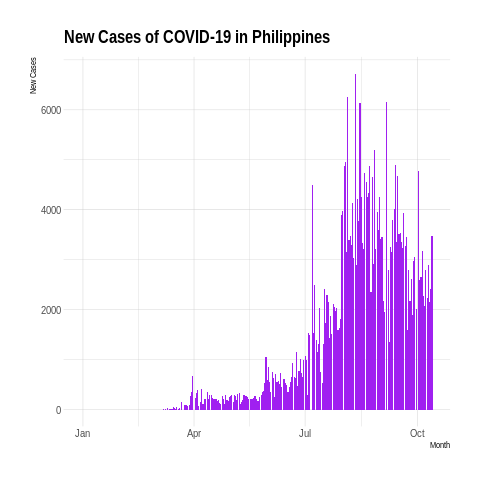 New Cases of COVID-19 in Philippines
New Cases
6000
4000
2000
0
Jan Apr Jul Oct
Month